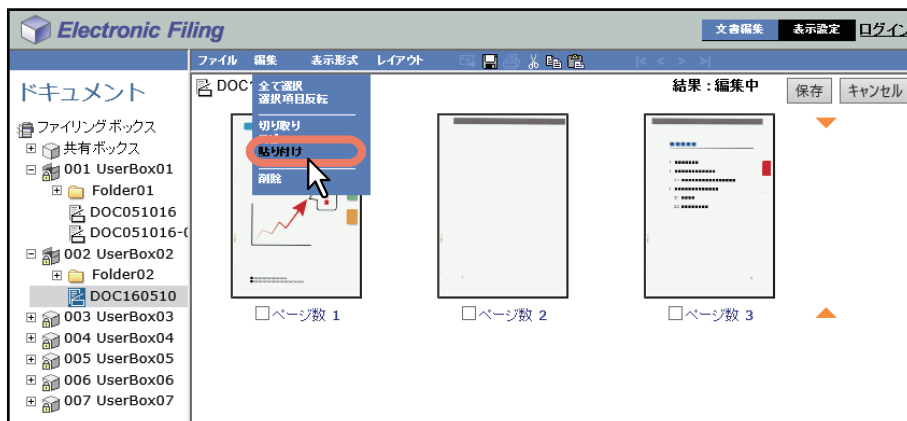 Electronic Filing
文書編集 表示設定 ログイン
ファイル 編集 表示形式 レイアウト |< < > >|
ドキュメント
DOC
結果：編集中
保存 キャンセル
全て選択
選択項目反転
切り取り
貼り付け
削除
ファイリングボックス
共有ボックス
001 UserBox01
Folder01
DOC051016
DOC051016-(
002 UserBox02
Folder02
DOC160510
003 UserBox03
004 UserBox04
005 UserBox05
006 UserBox06
007 UserBox07
ページ数 1
ページ数 2
ページ数 3